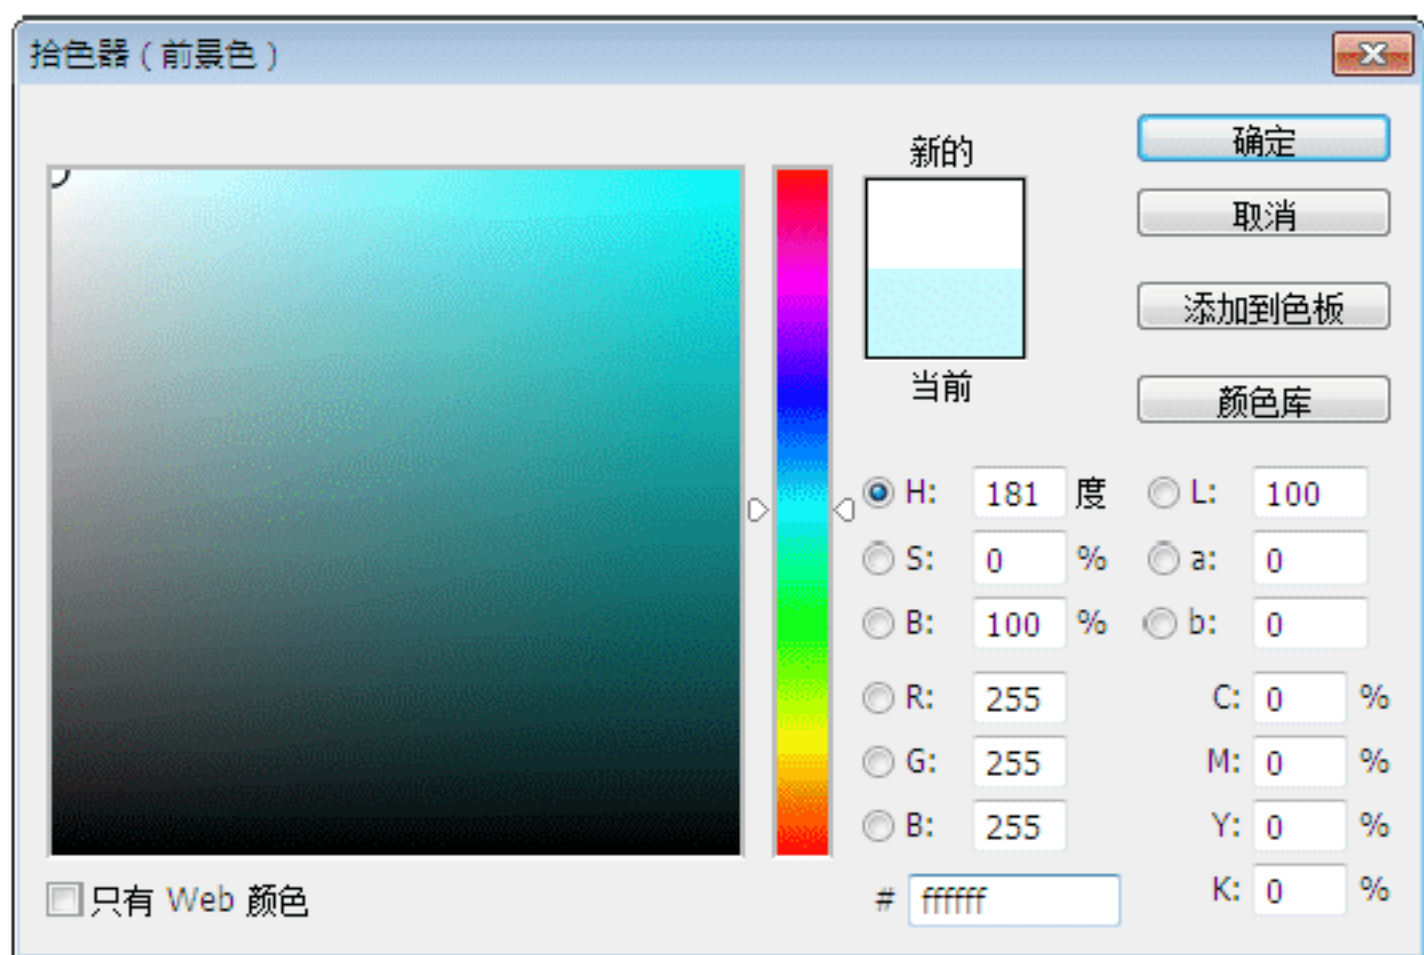 拾色器（前景色）
新的
当前
确定
取消
添加到色板
颜色库
H: 181 度
S: 0 %
B: 100 %
R: 255
G: 255
B: 255
# ffffff
L: 100
a: 0
b: 0
C: 0 %
M: 0 %
Y: 0 %
K: 0 %
只有 Web 颜色